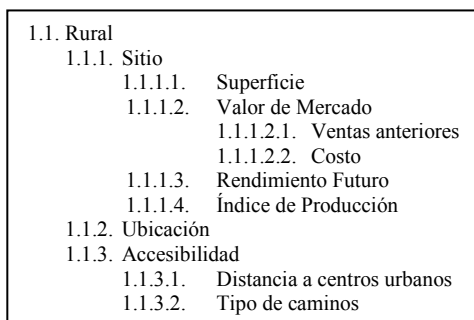 1.1. Rural
1.1.1. Sitio
1.1.1.1. Superficie
1.1.1.2. Valor de Mercado
1.1.1.2.1. Ventas anteriores
1.1.1.2.2. Costo
1.1.1.3. Rendimiento Futuro
1.1.1.4. Índice de Producción
1.1.2. Ubicación
1.1.3. Accesibilidad
1.1.3.1. Distancia a centros urbanos
1.1.3.2. Tipo de caminos